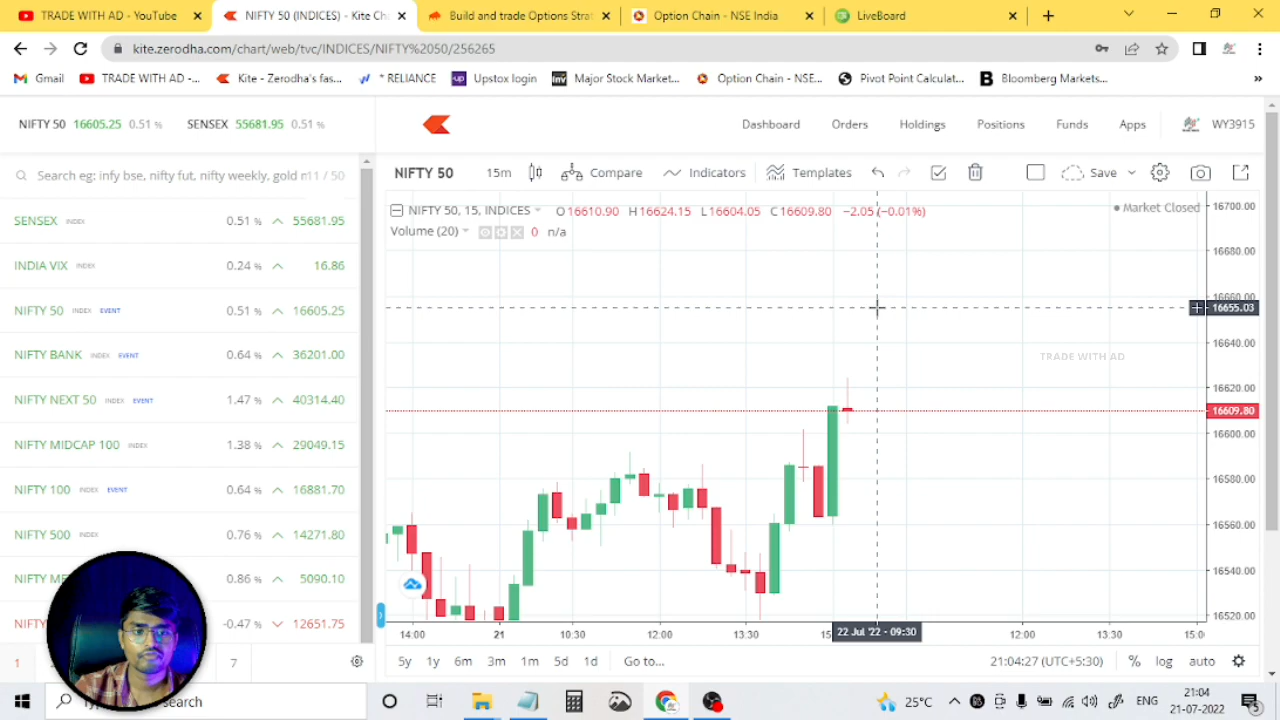 TRADE WITH AD - YouTube
NIFTY 50 (INDICES) - Kite Ch
Build and trade Options Strat
Option Chain - NSE India
LiveBoard
kite.zerodha.com/chart/web/tvc/INDICES/NIFTY%2050/256265
Gmail
TRADE WITH AD -...
Kite - Zerodha's fas...
* RELIANCE
Upstox login
Major Stock Market...
Option Chain - NSE...
Pivot Point Calculat...
Bloomberg Markets...
»
NIFTY 50 16605.25 0.51 %
SENSEX 55681.95 0.51 %
Dashboard
Orders
Holdings
Positions
Funds
Apps
WY3915
Search eg: infy bse, nifty fut, nifty weekly, gold m
11 / 50
SENSEX INDEX 0.51 % 55681.95
INDIA VIX INDEX 0.24 % 16.86
NIFTY 50 INDEX EVENT 0.51 % 16605.25
NIFTY BANK INDEX EVENT 0.64 % 36201.00
NIFTY NEXT 50 INDEX EVENT 1.47 % 40314.40
NIFTY MIDCAP 100 INDEX 1.38 % 29049.15
NIFTY 100 INDEX EVENT 0.64 % 16881.70
NIFTY 500 INDEX 0.76 % 14271.80
NIFTY ME 0.86 % 5090.10
NIFTY -0.47 % 12651.75
1
7
NIFTY 50
15m
Compare
Indicators
Templates
Save
NIFTY 50, 15, INDICES
O16610.90 H16624.15 L16604.05 C16609.80 −2.05 (−0.01%)
Market Closed
Volume (20) 0 n/a
TRADE WITH AD
16700.00
16680.00
16660.00
16655.03
16640.00
16620.00
16609.80
16600.00
16580.00
16560.00
16540.00
16520.00
14:00
21
10:30
12:00
13:30
15
22 Jul '22 - 09:30
12:00
13:30
15:0
5y
1y
6m
3m
1m
5d
1d
Go to...
21:04:27 (UTC+5:30)
%
log
auto
search
25°C
ENG
21:04
21-07-2022
5